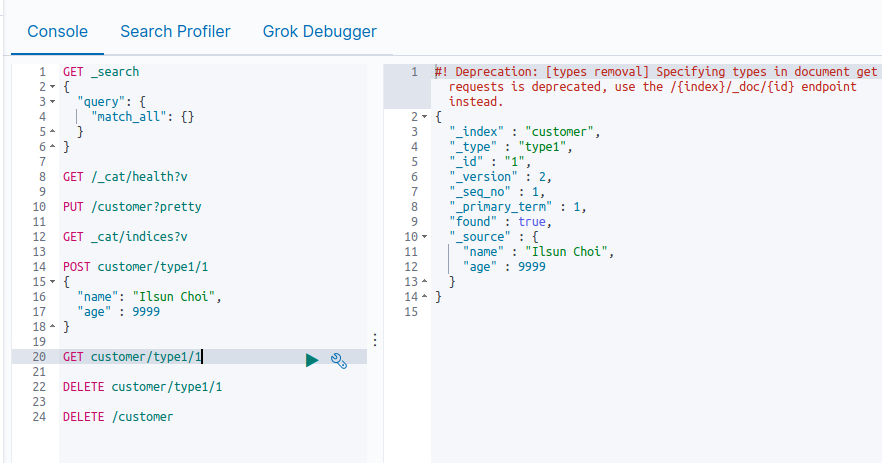 Console Search Profiler Grok Debugger
1 GET _search
2 {
3 "query": {
4 "match_all": {}
5 }
6 }
7
8 GET /_cat/health?v
9
10 PUT /customer?pretty
11
12 GET _cat/indices?v
13
14 POST customer/type1/1
15 {
16 "name": "Ilsun Choi",
17 "age" : 9999
18 }
19
20 GET customer/type1/1
21
22 DELETE customer/type1/1
23
24 DELETE /customer
1 #! Deprecation: [types removal] Specifying types in document get
requests is deprecated, use the /{index}/_doc/{id} endpoint
instead.
2 {
3 "_index" : "customer",
4 "_type" : "type1",
5 "_id" : "1",
6 "_version" : 2,
7 "_seq_no" : 1,
8 "_primary_term" : 1,
9 "found" : true,
10 "_source" : {
11 "name" : "Ilsun Choi",
12 "age" : 9999
13 }
14 }
15